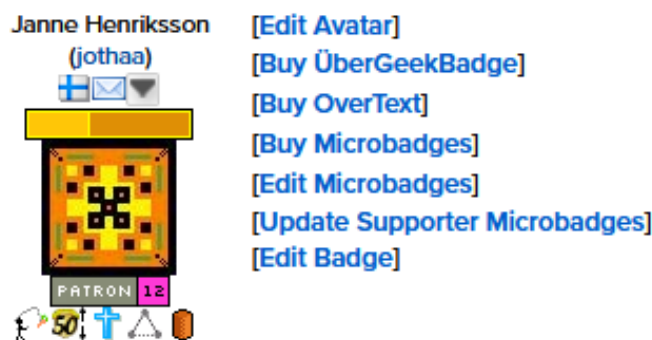 Janne Henriksson
(jothaa)
PATRON 12
50
[Edit Avatar]
[Buy ÜberGeekBadge]
[Buy OverText]
[Buy Microbadges]
[Edit Microbadges]
[Update Supporter Microbadges]
[Edit Badge]